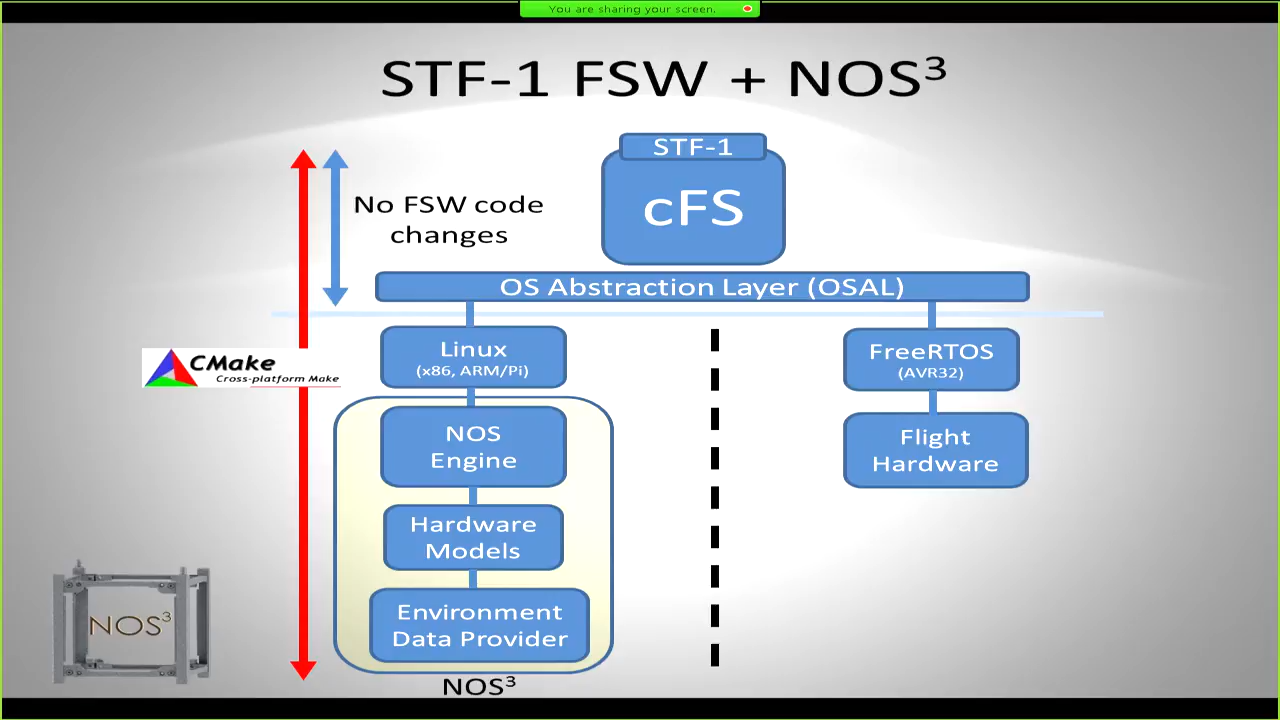 You are sharing your screen.
STF-1 FSW + NOS³
STF-1
cFS
No FSW code
changes
OS Abstraction Layer (OSAL)
Linux
(x86, ARM/Pi)
FreeRTOS
(AVR32)
CMake
Cross-platform Make
NOS
Engine
Flight
Hardware
Hardware
Models
Environment
Data Provider
NOS³
NOS³